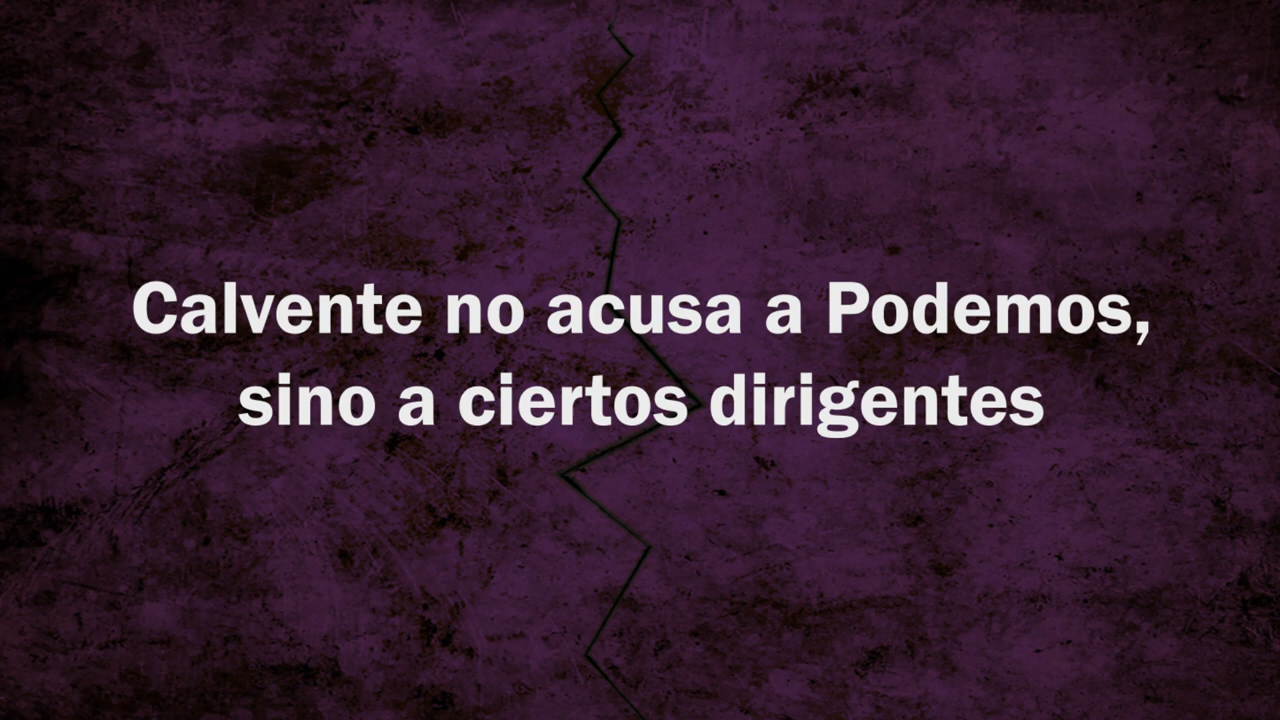 Calvente no acusa a Podemos,
sino a ciertos dirigentes